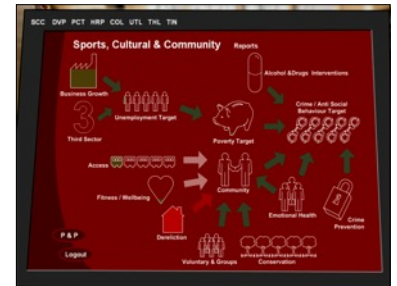 SCC DVP PCT HRP COL UTL THL TIN
Sports, Cultural & Community
Reports
Alcohol &Drugs Interventions
Business Growth
Unemployment Target
Crime / Anti Social
Behaviour Target
3
Third Sector
Poverty Target
Access
Community
Fitness / Wellbeing
Emotional Health
Crime
Prevention
Dereliction
P & P
Logout
Voluntary & Groups
Conservation